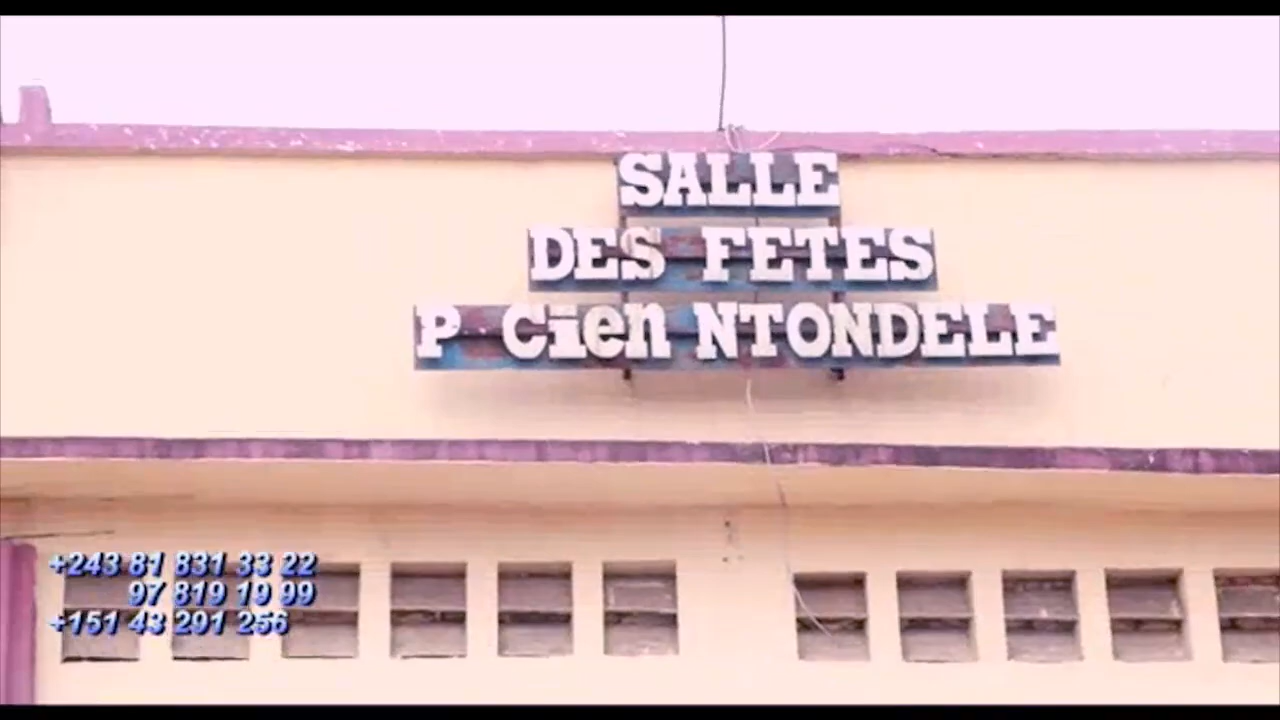 SALLE
DES FETES
P. Cien NTONDELE
+243 81 831 33 22
97 819 19 99
+151 43 291 256